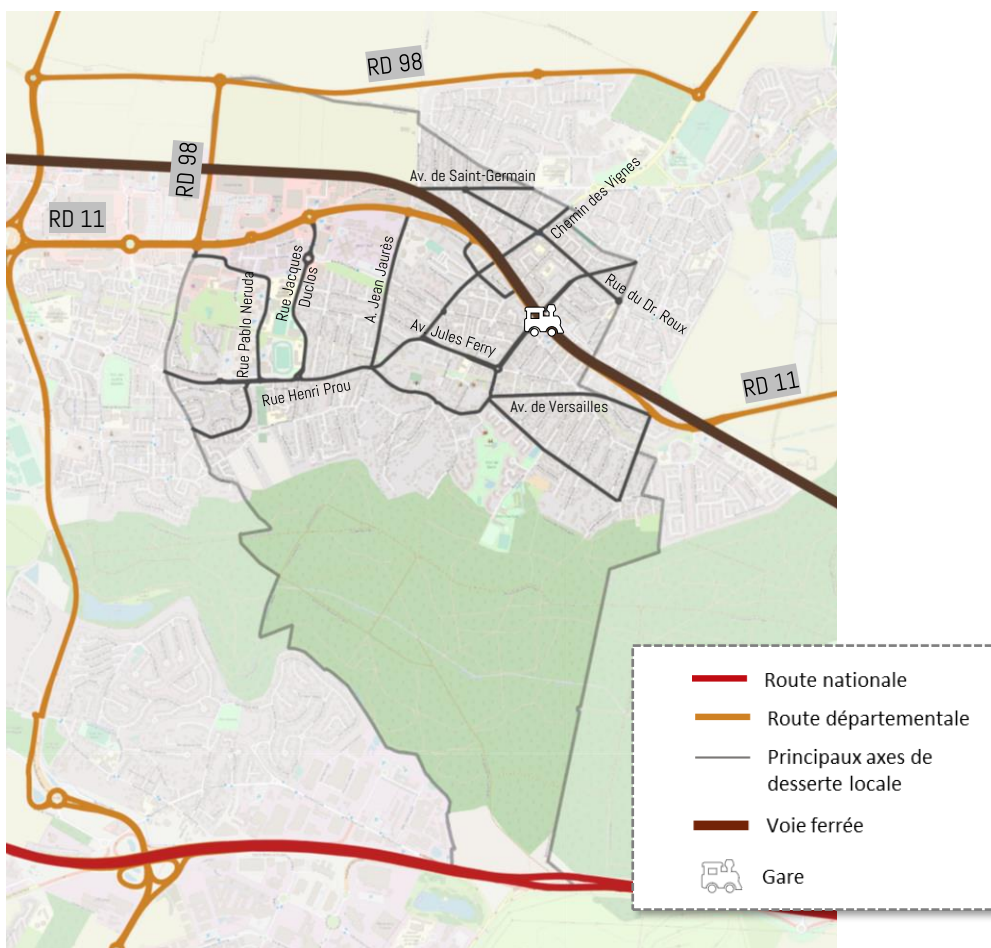 RD 98
Av. de Saint-Germain
Chemin des Vignes
RD 98
RD 11
Rue Jacques
Duclos
A. Jean Jaurès
Rue Pablo Neruda
Rue du Dr. Roux
Av. Jules Ferry
Rue Henri Prou
Av. de Versailles
RD 11
Route nationale
Route départementale
Principaux axes de
desserte locale
Voie ferrée
Gare